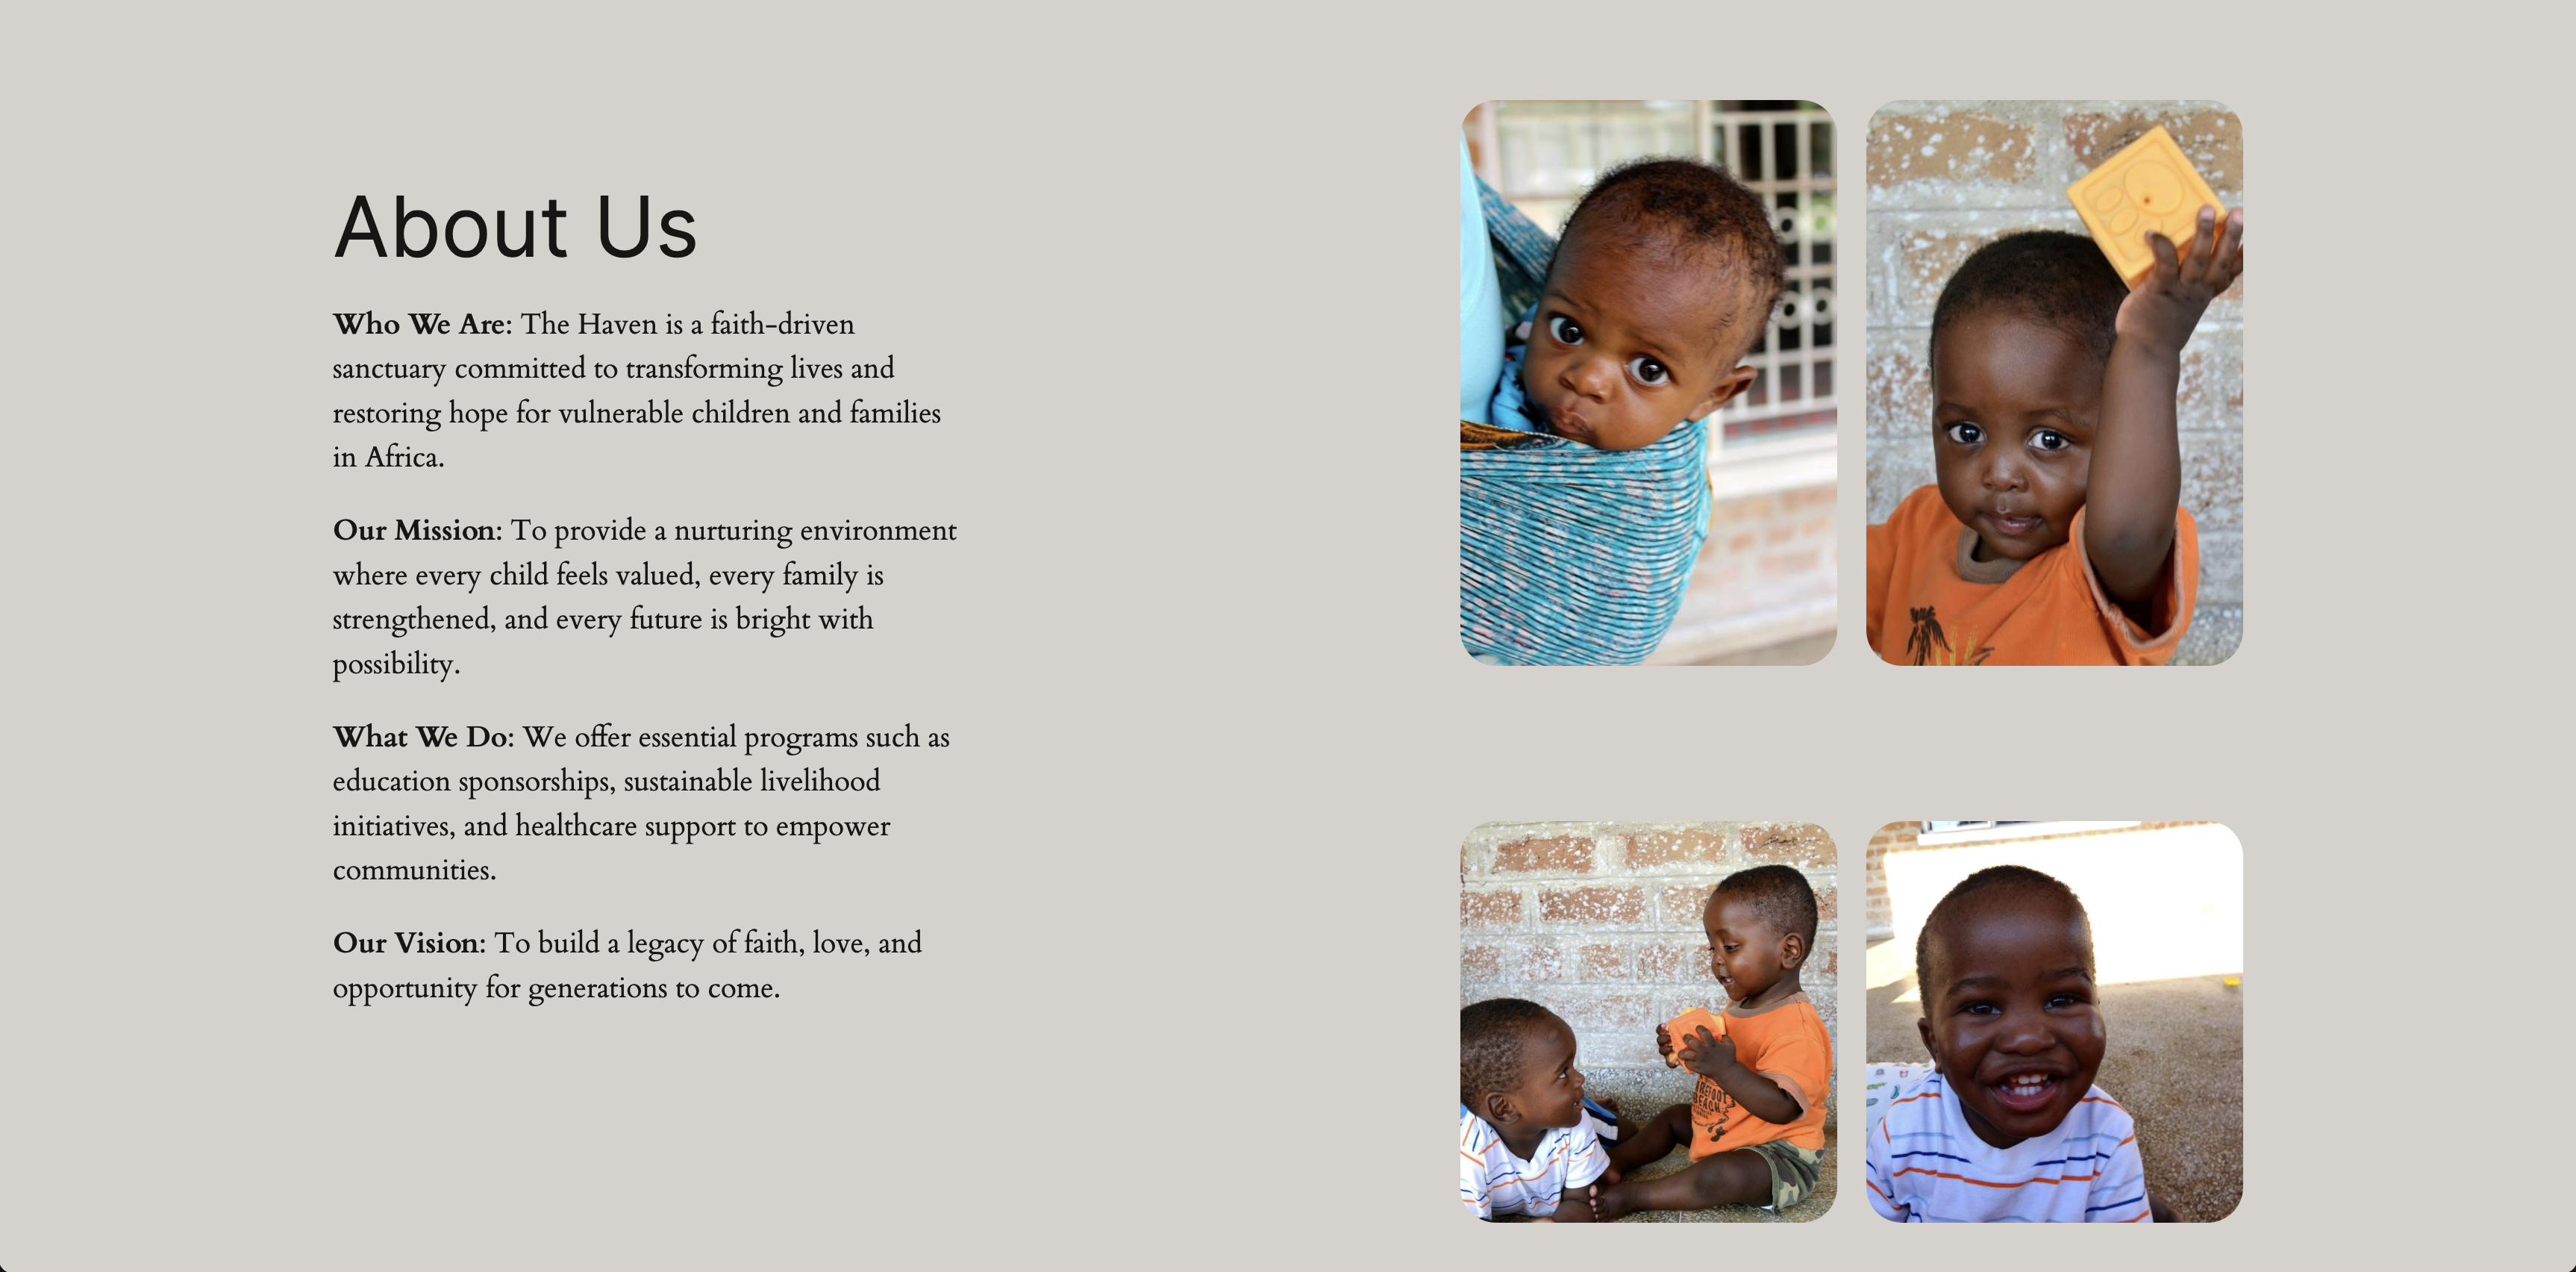 About Us
Who We Are: The Haven is a faith-driven
sanctuary committed to transforming lives and
restoring hope for vulnerable children and families
in Africa.
Our Mission: To provide a nurturing environment
where every child feels valued, every family is
strengthened, and every future is bright with
possibility.
What We Do: We offer essential programs such as
education sponsorships, sustainable livelihood
initiatives, and healthcare support to empower
communities.
Our Vision: To build a legacy of faith, love, and
opportunity for generations to come.
BEACH